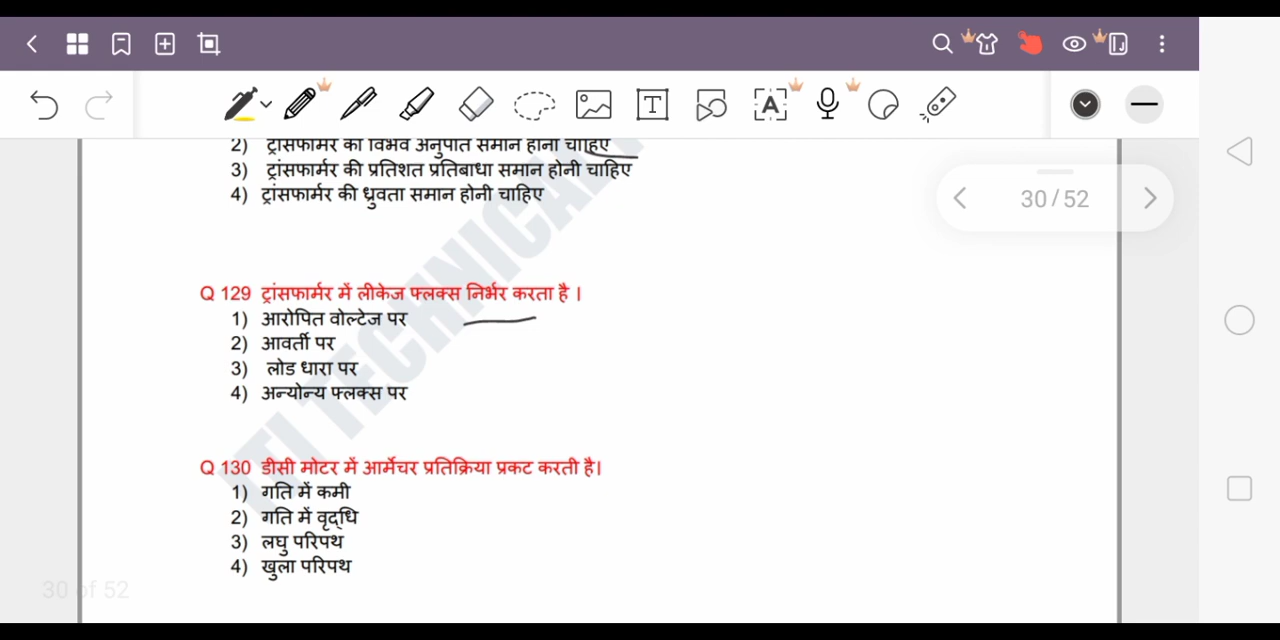 2) ट्रांसफार्मर का विभव अनुपात समान होना चाहिए
3) ट्रांसफार्मर की प्रतिशत प्रतिबाधा समान होनी चाहिए
4) ट्रांसफार्मर की ध्रुवता समान होनी चाहिए
30/52
Q 129 ट्रांसफार्मर में लीकेज फ्लक्स निर्भर करता है ।
1) आरोपित वोल्टेज पर
2) आवर्ती पर
3) लोड धारा पर
4) अन्योन्य फ्लक्स पर
ITI TECHNICAL
Q 130 डीसी मोटर में आर्मेचर प्रतिक्रिया प्रकट करती है।
1) गति में कमी
2) गति में वृद्धि
3) लघु परिपथ
4) खुला परिपथ
30 of 52